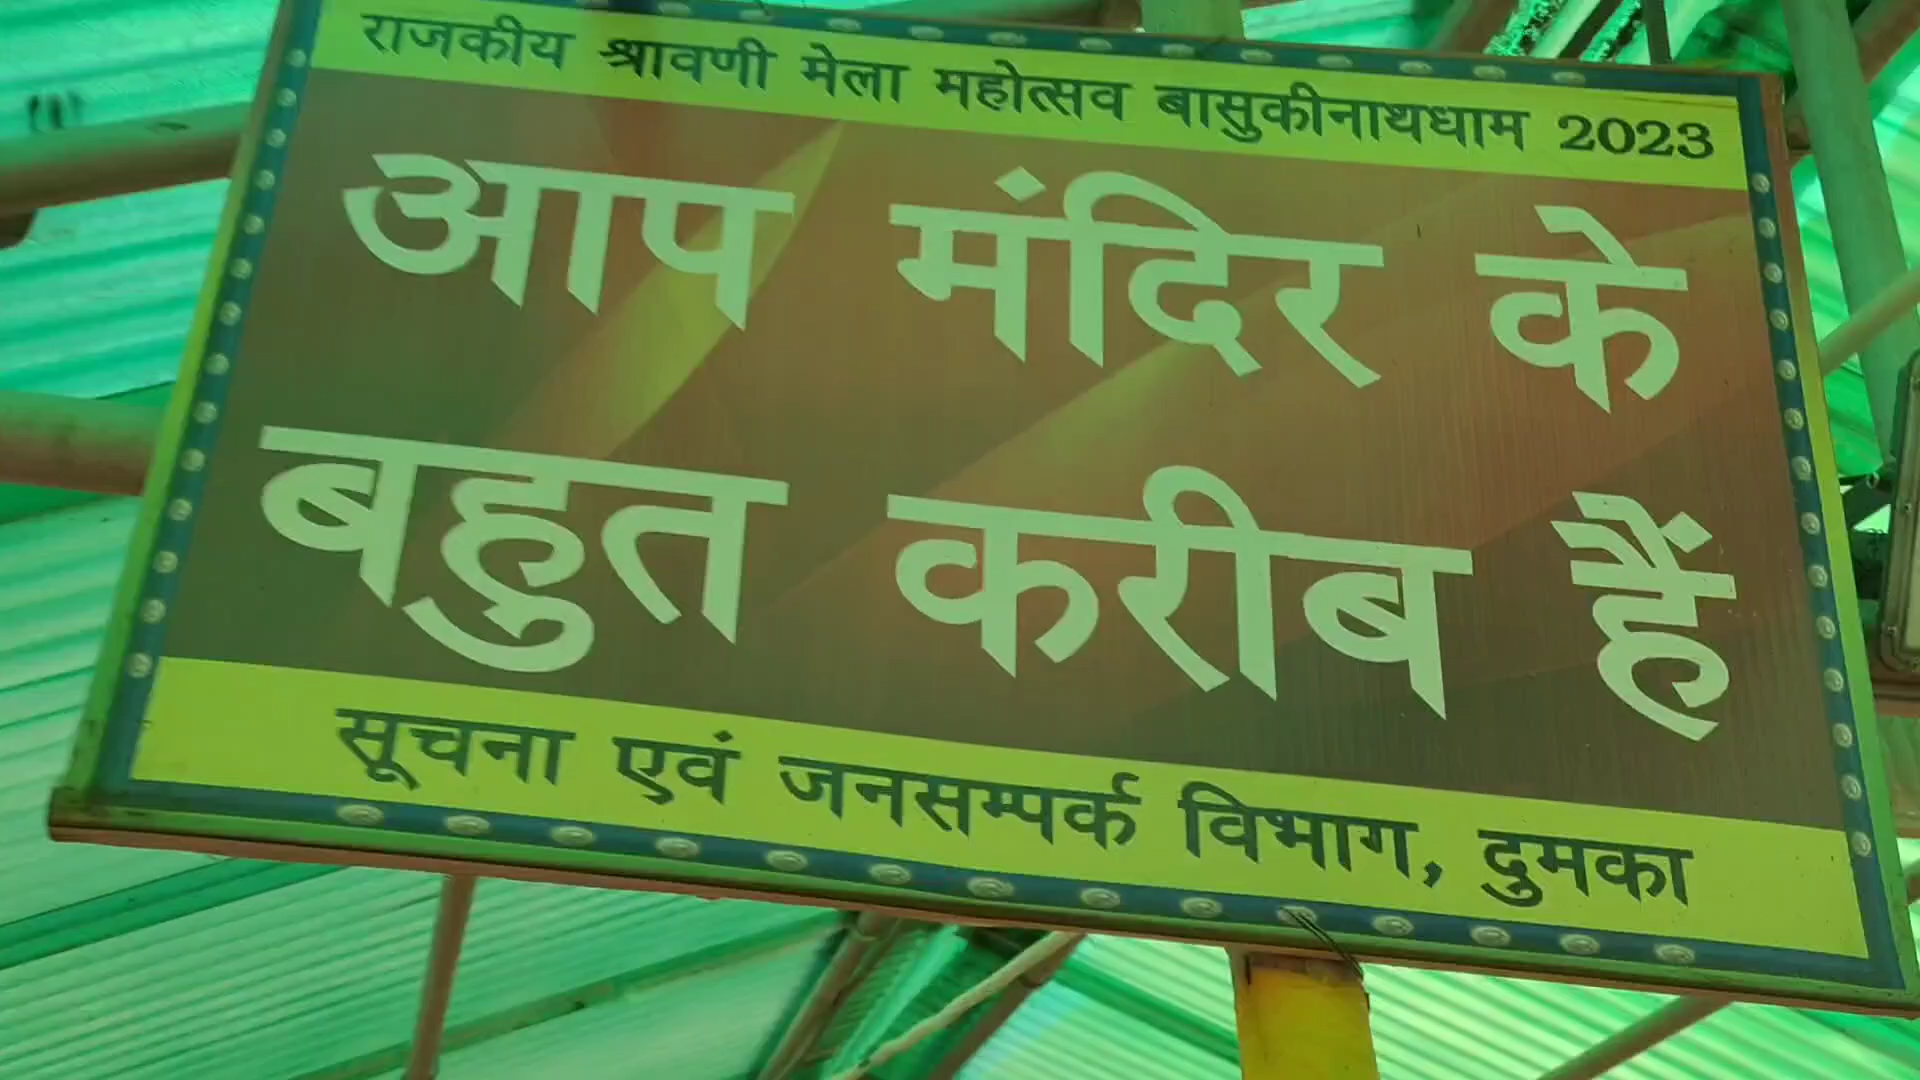 राजकीय श्रावणी मेला महोत्सव बासुकीनाथधाम 2023
आप मंदिर के
बहुत करीब हैं
सूचना एवं जनसम्पर्क विभाग, दुमका